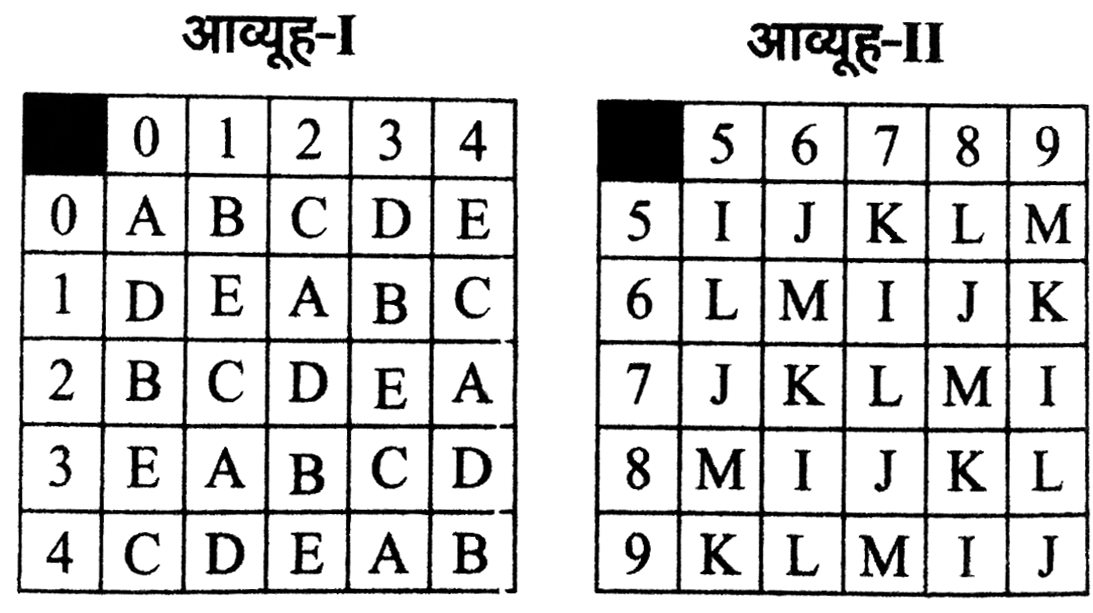 आव्यूह-I
0 1 2 3 4
0 A B C D E
1 D E A B C
2 B C D E A
3 E A B C D
4 C D E A B
आव्यूह-II
5 6 7 8 9
5 I J K L M
6 L M I J K
7 J K L M I
8 M I J K L
9 K L M I J